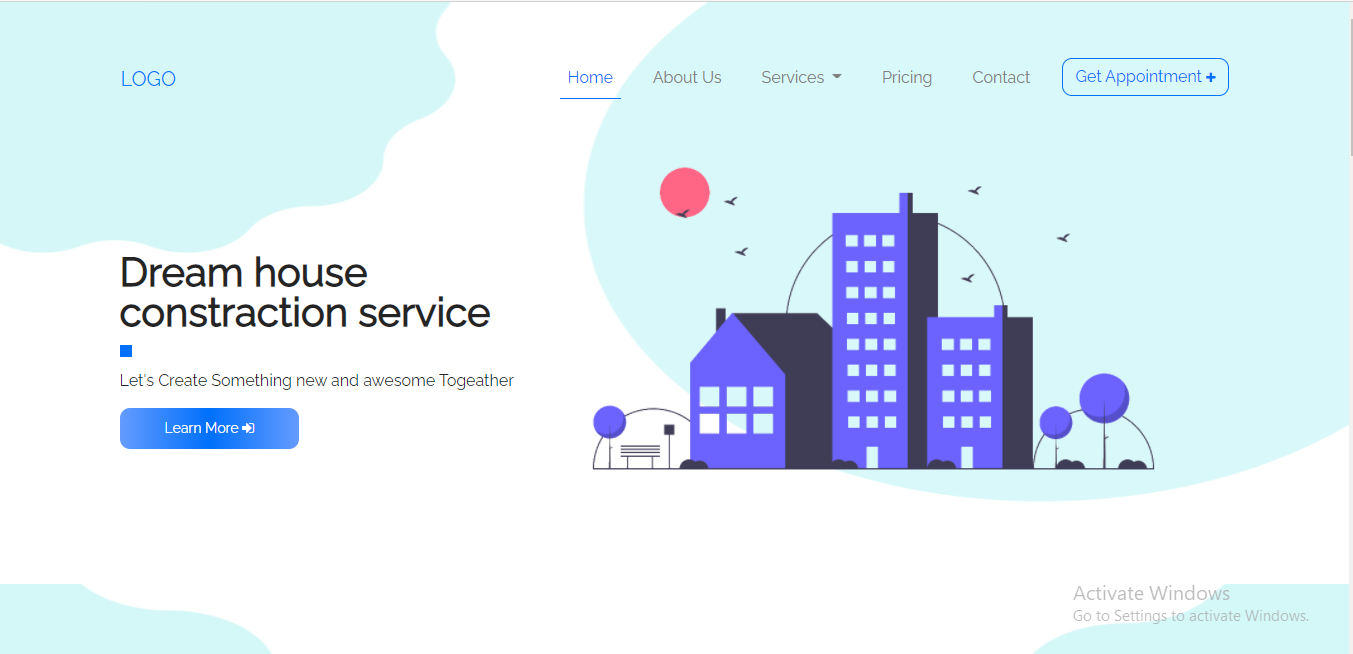 LOGO
Home
About Us
Services
Pricing
Contact
Get Appointment
Dream house
constraction service
Let's Create Something new and awesome Togeather
Learn More
Activate Windows
Go to Settings to activate Windows.